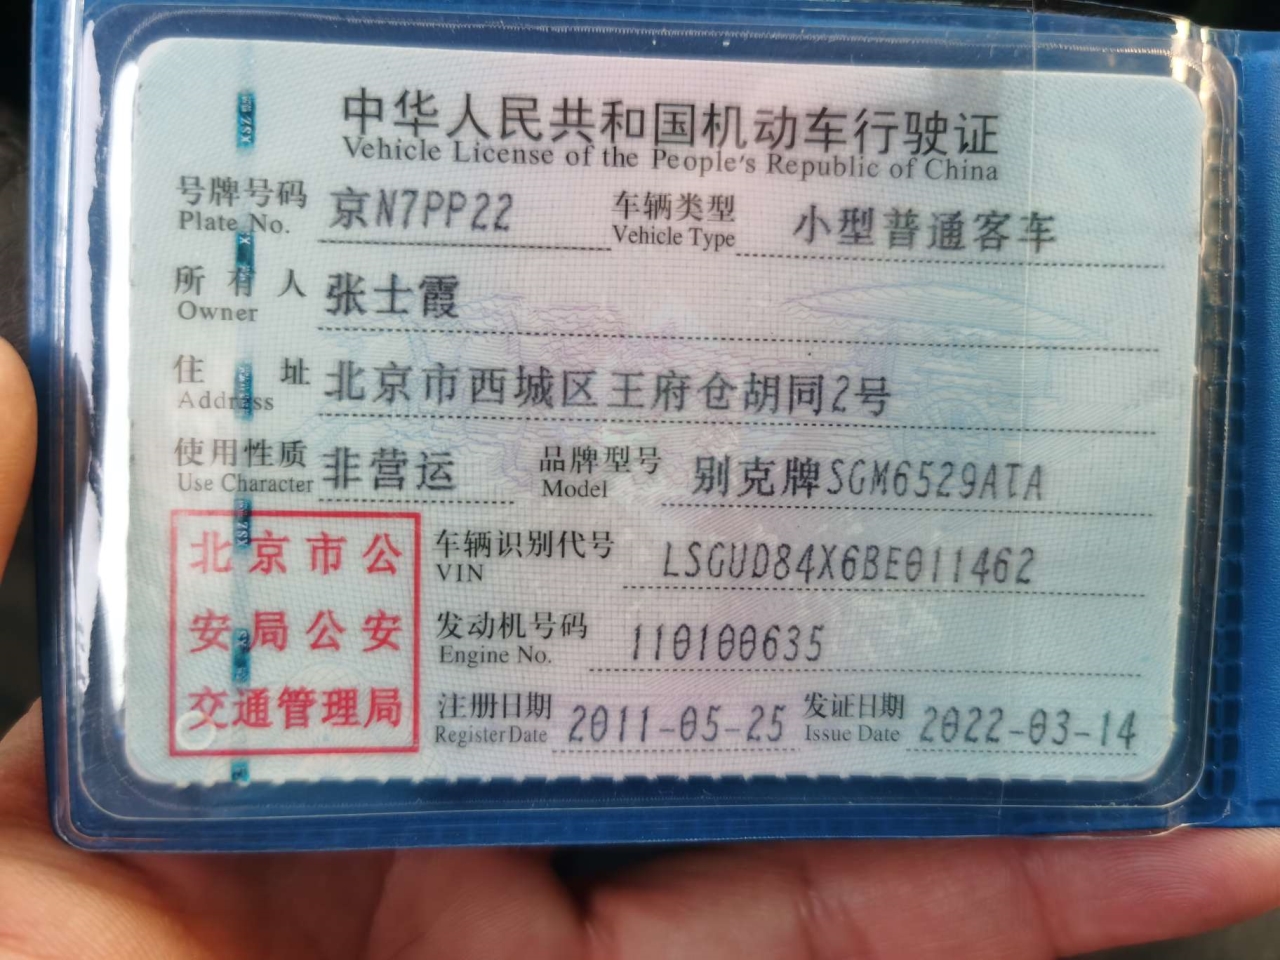 中华人民共和国机动车行驶证
Vehicle License of the People's Republic of China
号牌号码 京N7PP22 车辆类型 小型普通客车
Plate No. Vehicle Type
所有人 张士霞
Owner
住址 北京市西城区王府仓胡同2号
Address
使用性质 非营运 品牌型号 别克牌SGM6529ATA
Use Character Model
北京市公
安局公安
交通管理局
车辆识别代号 LSGUD84X6BE011462
VIN
发动机号码 110100635
Engine No.
注册日期 2011-05-25 发证日期 2022-03-14
Register Date Issue Date